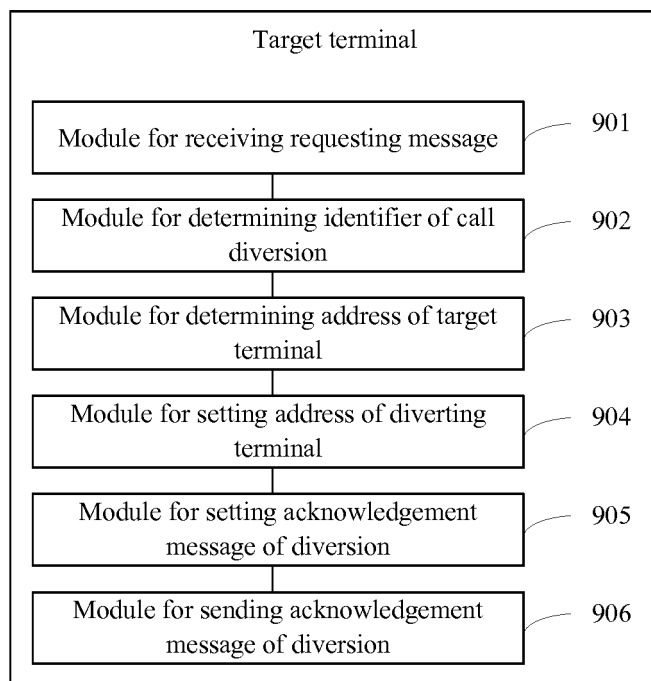 Target terminal
Module for receiving requesting message
901
Module for determining identifier of call
diversion
902
Module for determining address of target
terminal
903
Module for setting address of diverting
terminal
904
Module for setting acknowledgement
message of diversion
905
Module for sending acknowledgement
message of diversion
906